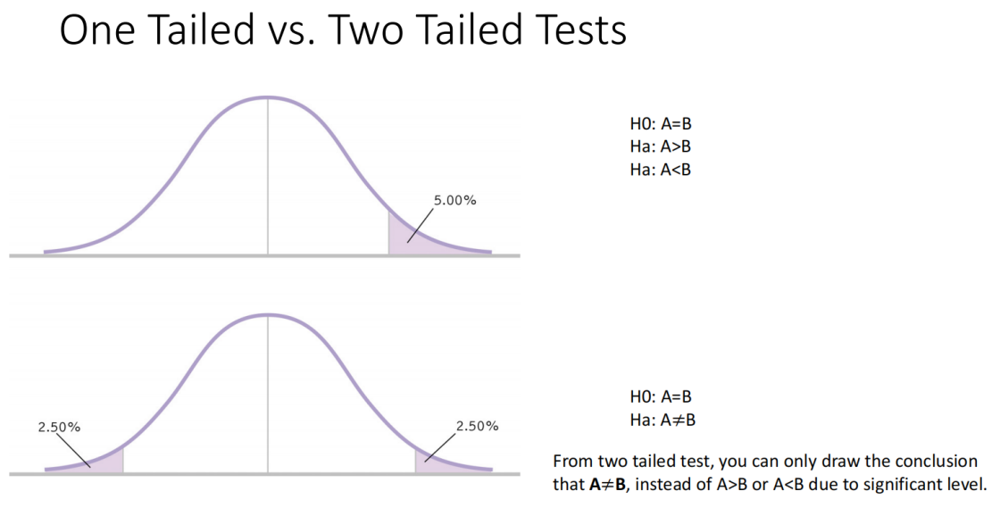 One Tailed vs. Two Tailed Tests
H0: A=B
Ha: A>B
Ha: A<B
5.00%
H0: A=B
Ha: A≠B
2.50%
2.50%
From two tailed test, you can only draw the conclusion
that A≠B, instead of A>B or A<B due to significant level.